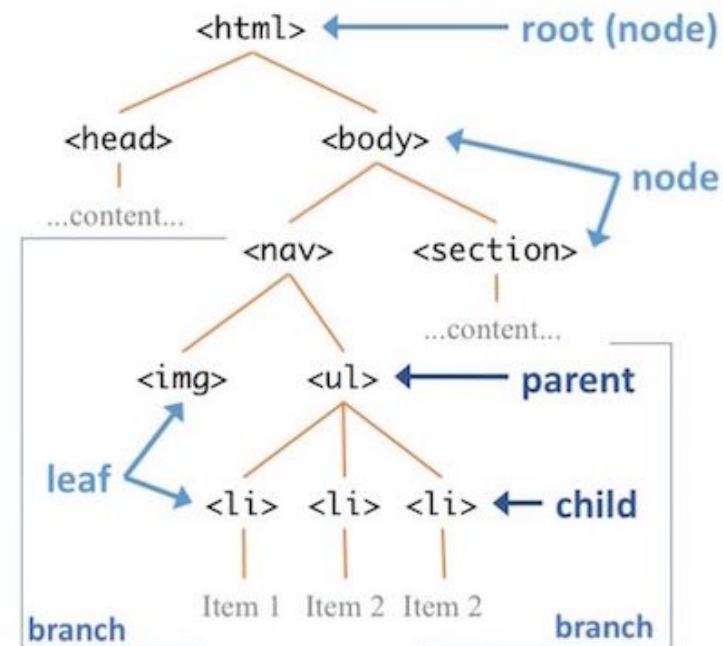 <html> root (node)
<head> <body>
node
...content...
<nav> <section>
...content...
<img> <ul> parent
leaf
<li> <li> <li> child
Item 1 Item 2 Item 2
branch branch